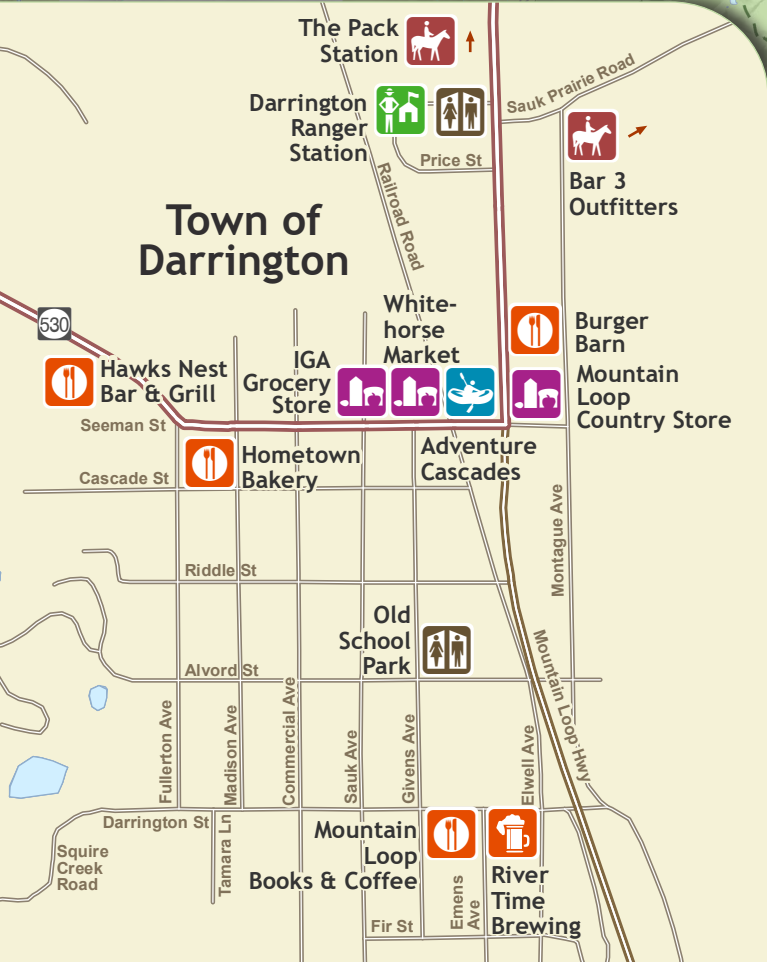 The Pack
Station
Sauk Prairie Road
Darrington
Ranger
Station
Price St
Railroad Road
Bar 3
Outfitters
Town of
Darrington
530
White-
horse
Market
Burger
Barn
Hawks Nest
Bar & Grill
IGA
Grocery
Store
Mountain
Loop
Country Store
Seeman St
Hometown
Bakery
Adventure
Cascades
Cascade St
Montague Ave
Riddle St
Old
School
Park
Mountain Loop Hwy
Alvord St
Fullerton Ave
Madison Ave
Commercial Ave
Sauk Ave
Givens Ave
Elwell Ave
Darrington St
Tamara Ln
Mountain
Loop
Books & Coffee
Squire
Creek
Road
River
Time
Brewing
Emens
Ave
Fir St